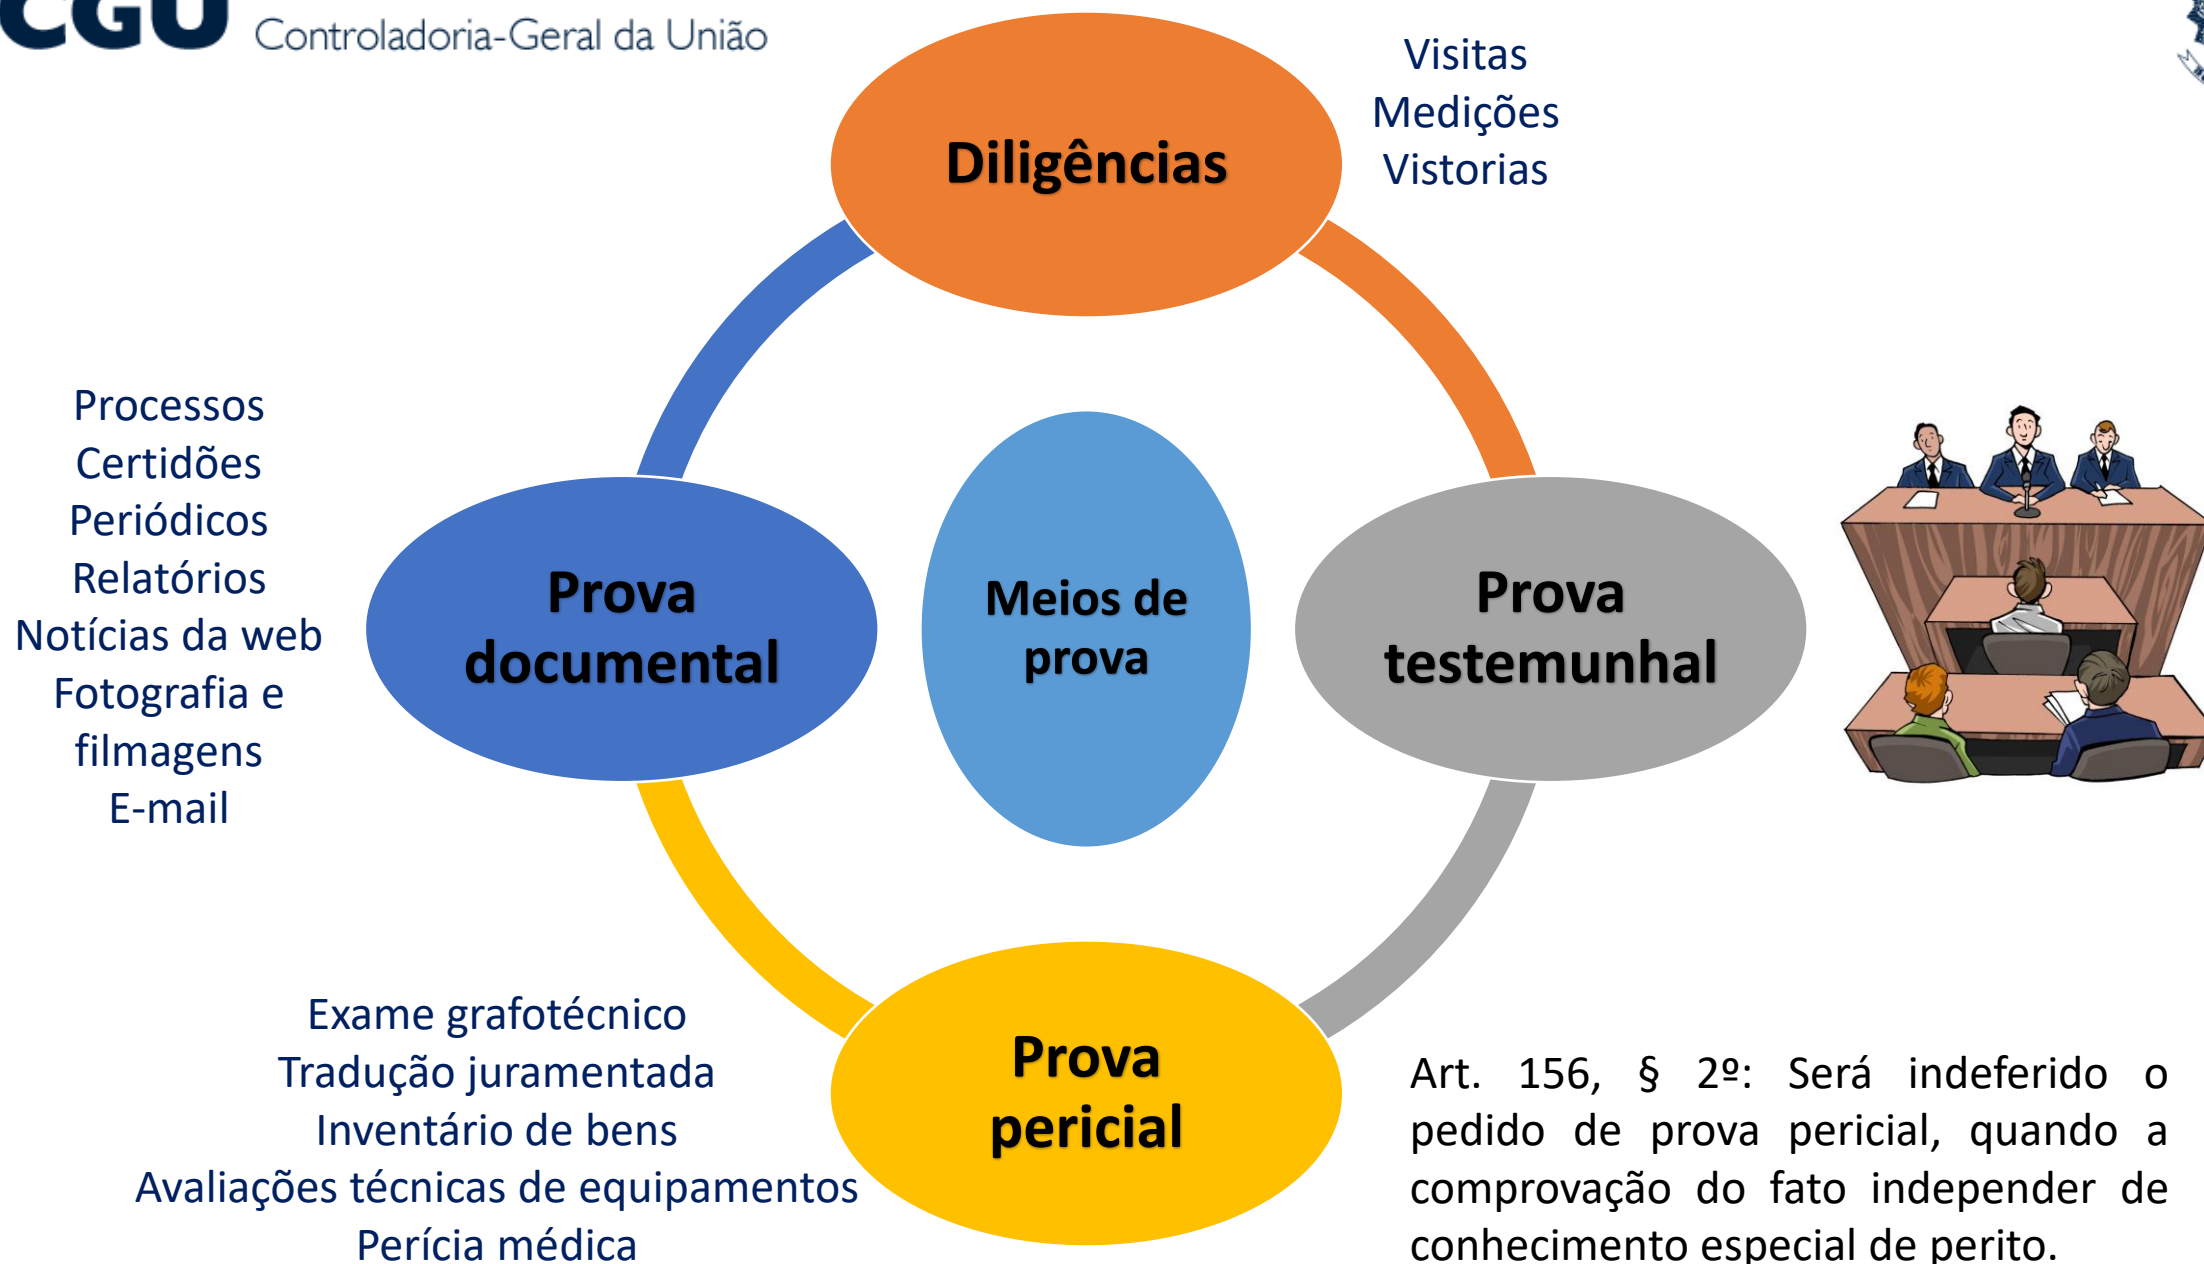 CGU Controladoria-Geral da União
Visitas
Medições
Vistorias
Diligências
Processos
Certidões
Periódicos
Relatórios
Notícias da web
Fotografia e
filmagens
E-mail
Prova
documental
Meios de
prova
Prova
testemunhal
Exame grafotécnico
Tradução juramentada
Inventário de bens
Avaliações técnicas de equipamentos
Perícia médica
Prova
pericial
Art. 156, § 2º: Será indeferido o
pedido de prova pericial, quando a
comprovação do fato independer de
conhecimento especial de perito.